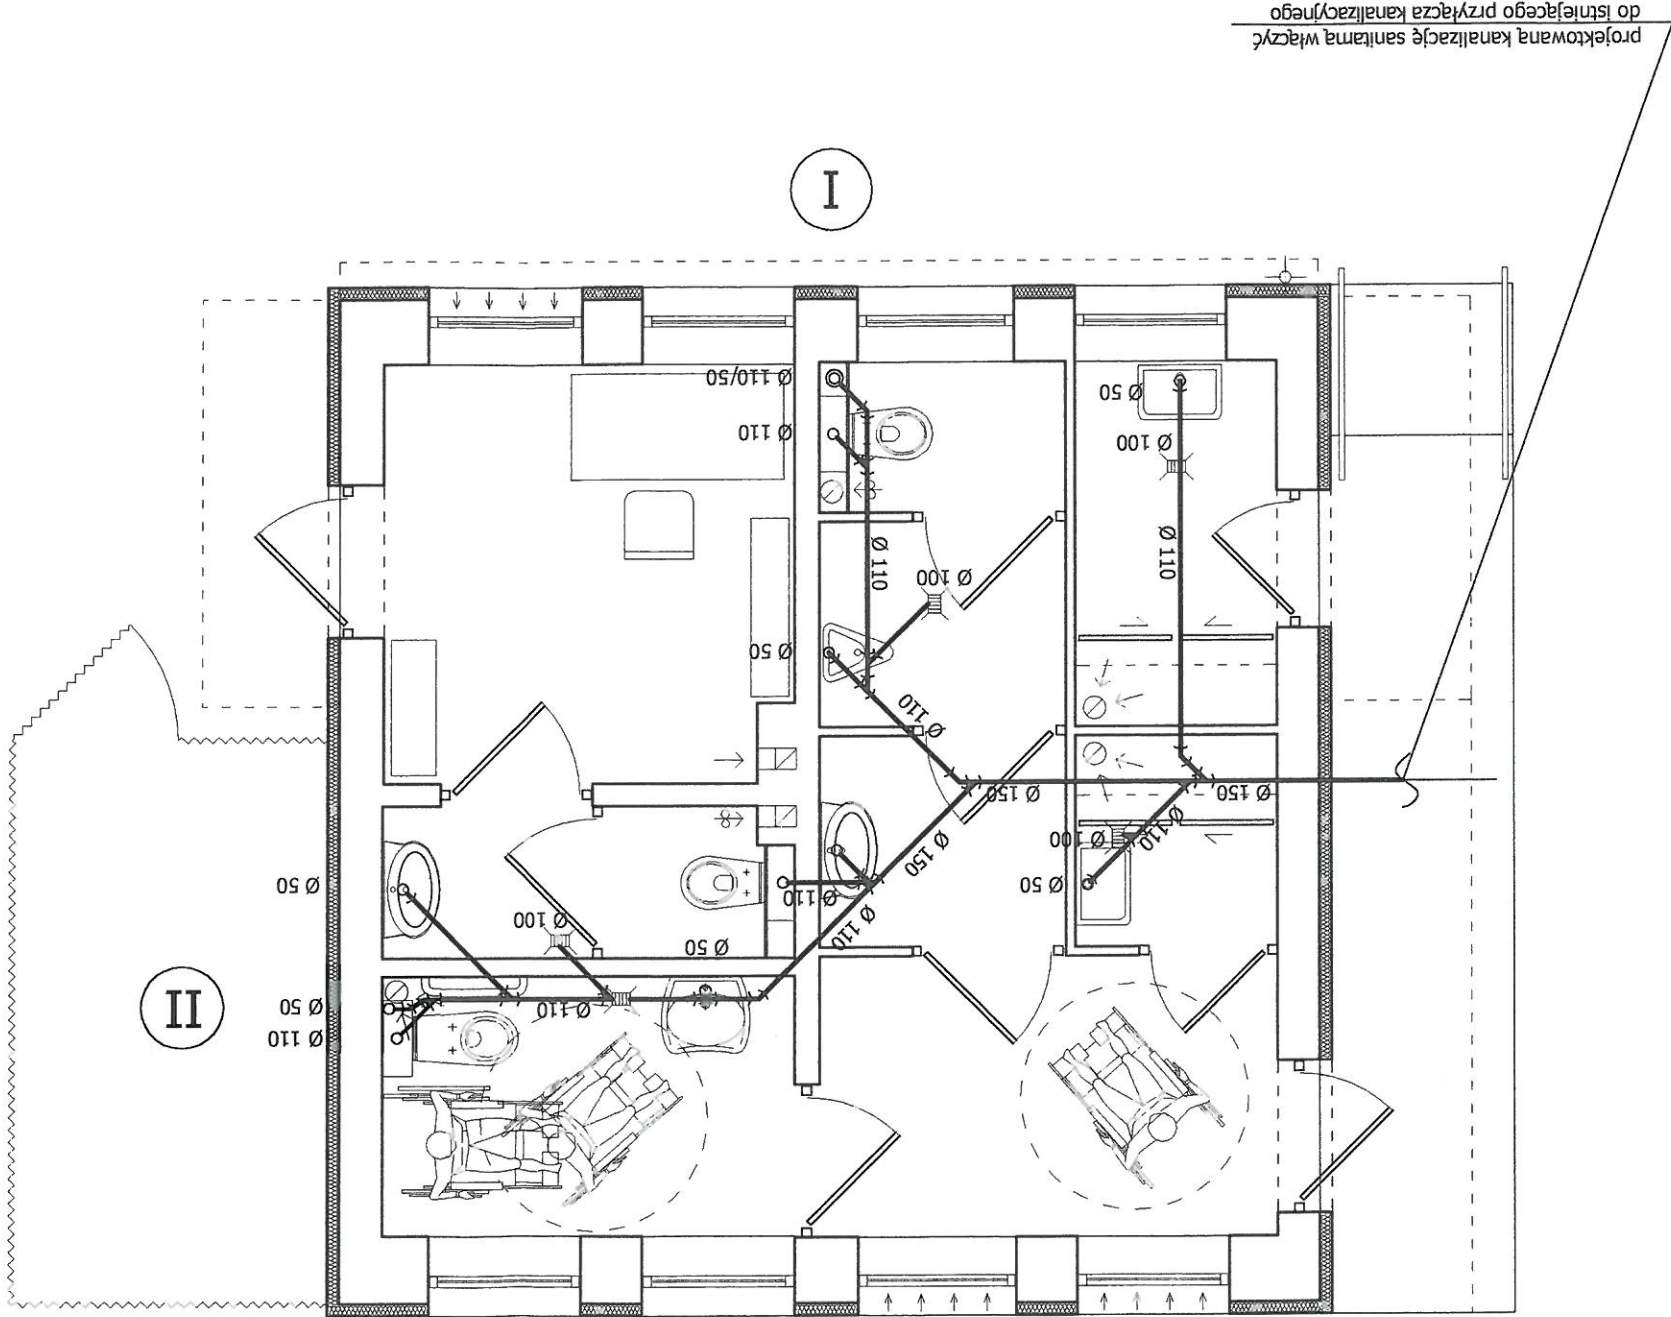 projektowaną kanalizację sanitarną włączyć
do istniejącego przyłącza kanalizacyjnego
I
Ø 110/50
Ø 50
Ø 110
Ø 100
Ø 110
Ø 110
Ø 100
Ø 50
Ø 110
Ø 150
Ø 150
Ø 110
Ø 100
Ø 150
Ø 50
Ø 50
Ø 110
Ø 110
Ø 100
Ø 50
II
Ø 50
Ø 110
Ø 110